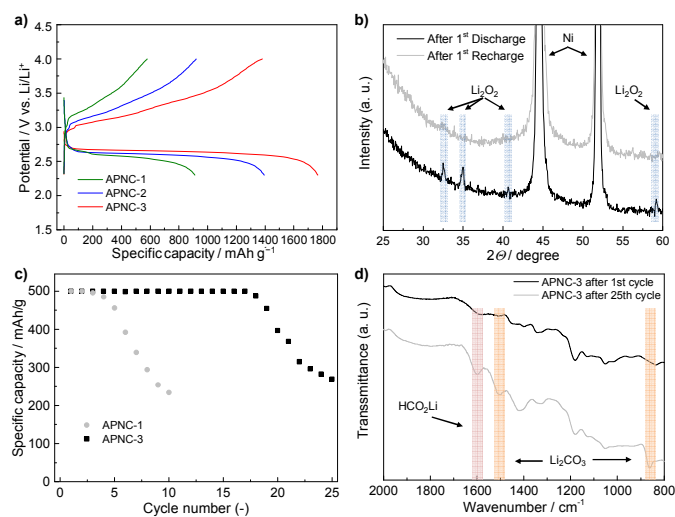 a)
Potential / V vs. Li/Li⁺
4.5
4.0
3.5
3.0
2.5
2.0
1.5
APNC-1
APNC-2
APNC-3
0 200 400 600 800 1000 1200 1400 1600 1800
Specific capacity / mAh g⁻¹
b)
Intensity (a. u.)
After 1ˢᵗ Discharge
After 1ˢᵗ Recharge
Ni
Li₂O₂
Li₂O₂
25 30 35 40 45 50 55 60
2Θ / degree
c)
Specific capacity / mAh/g
600
500
400
300
200
100
0
APNC-1
APNC-3
0 5 10 15 20 25
Cycle number (-)
d)
Transsmittance (a. u.)
APNC-3 after 1st cycle
APNC-3 after 25th cycle
HCO₂Li
Li₂CO₃
2000 1800 1600 1400 1200 1000 800
Wavenumber / cm⁻¹